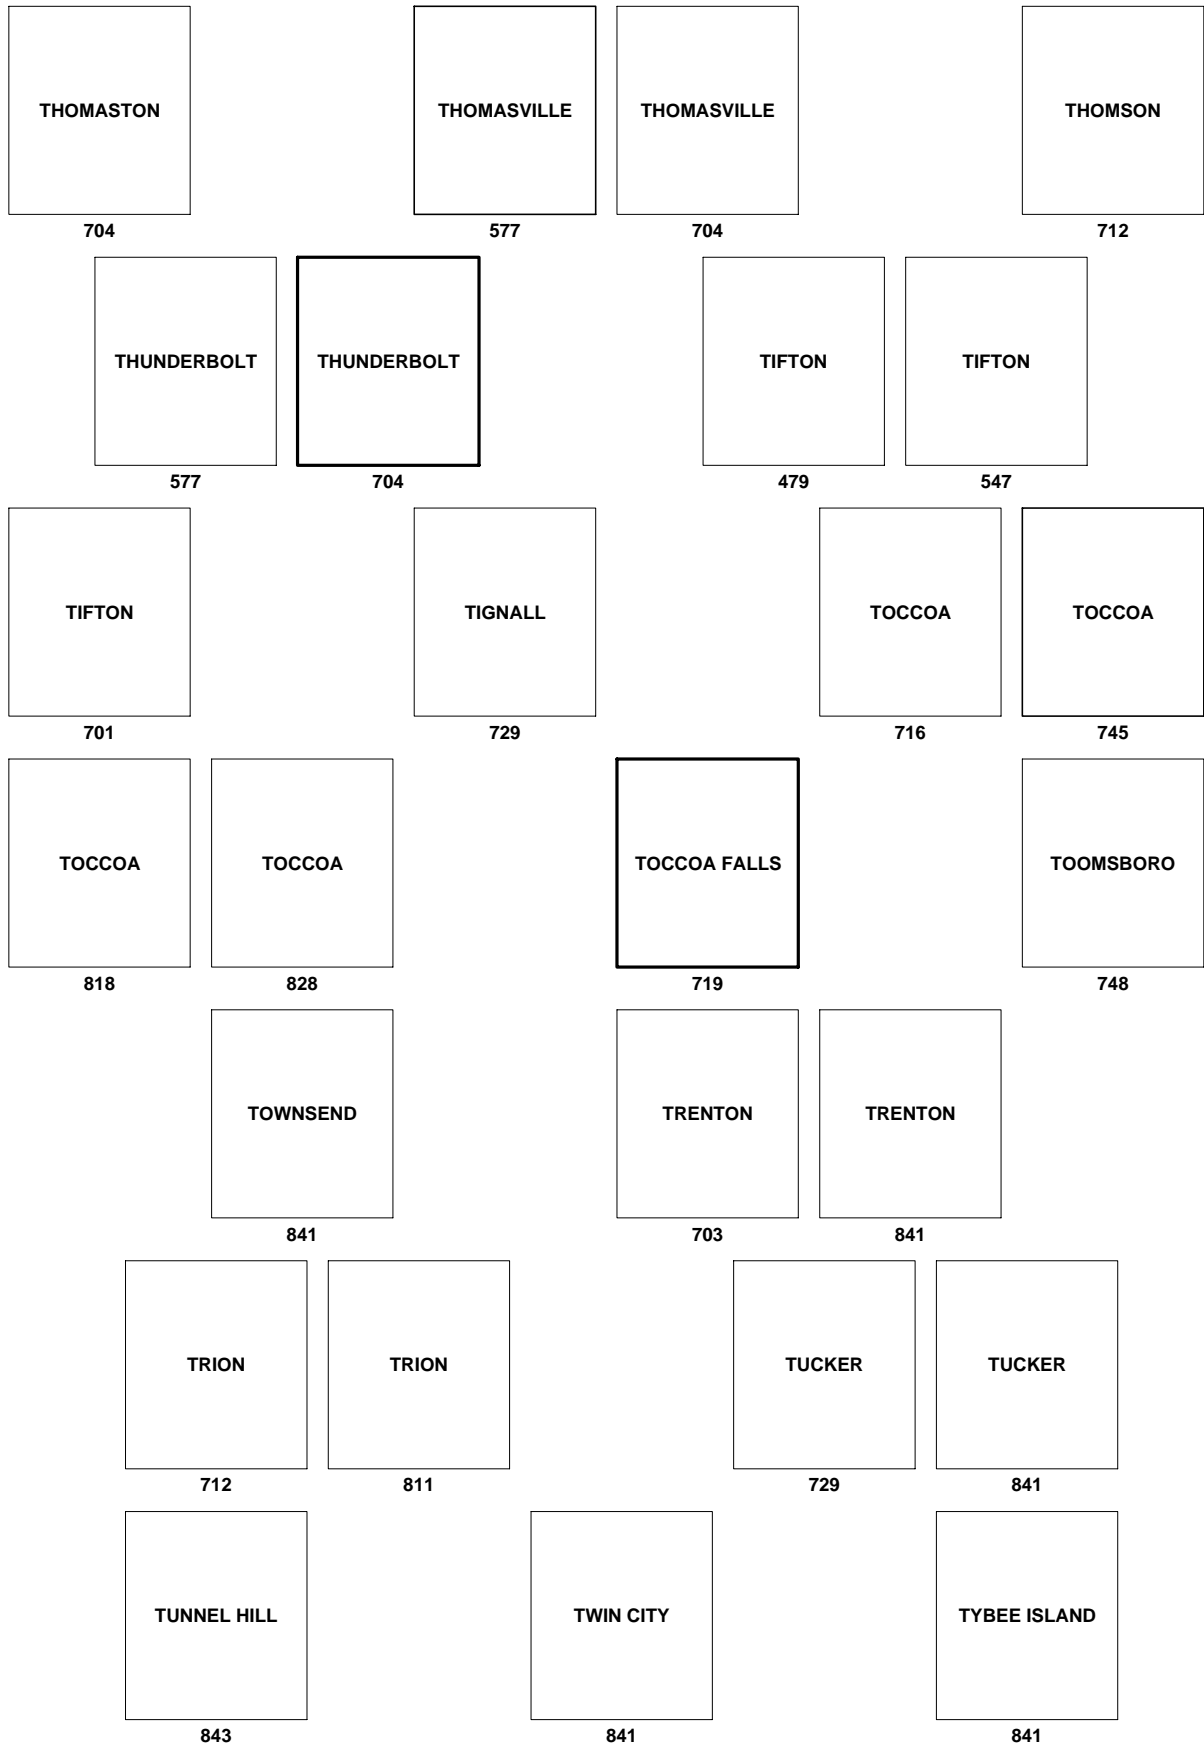 THOMASTON THOMASVILLE THOMASVILLE THOMSON
704 577 704 712
THUNDERBOLT THUNDERBOLT TIFTON TIFTON
577 704 479 547
TIFTON TIGNALL TOCCOA TOCCOA
701 729 716 745
TOCCOA TOCCOA TOCCOA FALLS TOOMSBORO
818 828 719 748
TOWNSEND TRENTON TRENTON
841 703 841
TRION TRION TUCKER TUCKER
712 811 729 841
TUNNEL HILL TWIN CITY TYBEE ISLAND
843 841 841